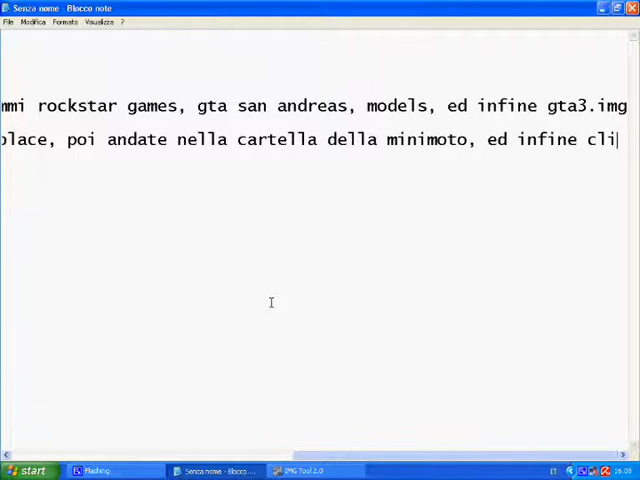 Senza nome - Blocco note
File Modifica Formato Visualizza ?
mmi rockstar games, gta san andreas, models, ed infine gta3.img
place, poi andate nella cartella della minimoto, ed infine cli
start Flashing Senza nome - Blocco ... IMG Tool 2.0 IT 16.08